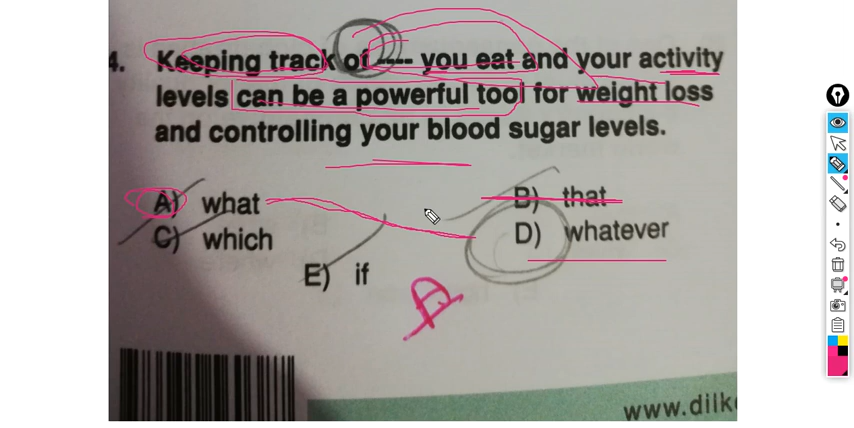 4. Keeping track of ---- you eat and your activity
levels can be a powerful tool for weight loss
and controlling your blood sugar levels.
A) what
B) that
C) which
D) whatever
E) if
A
www.dilk